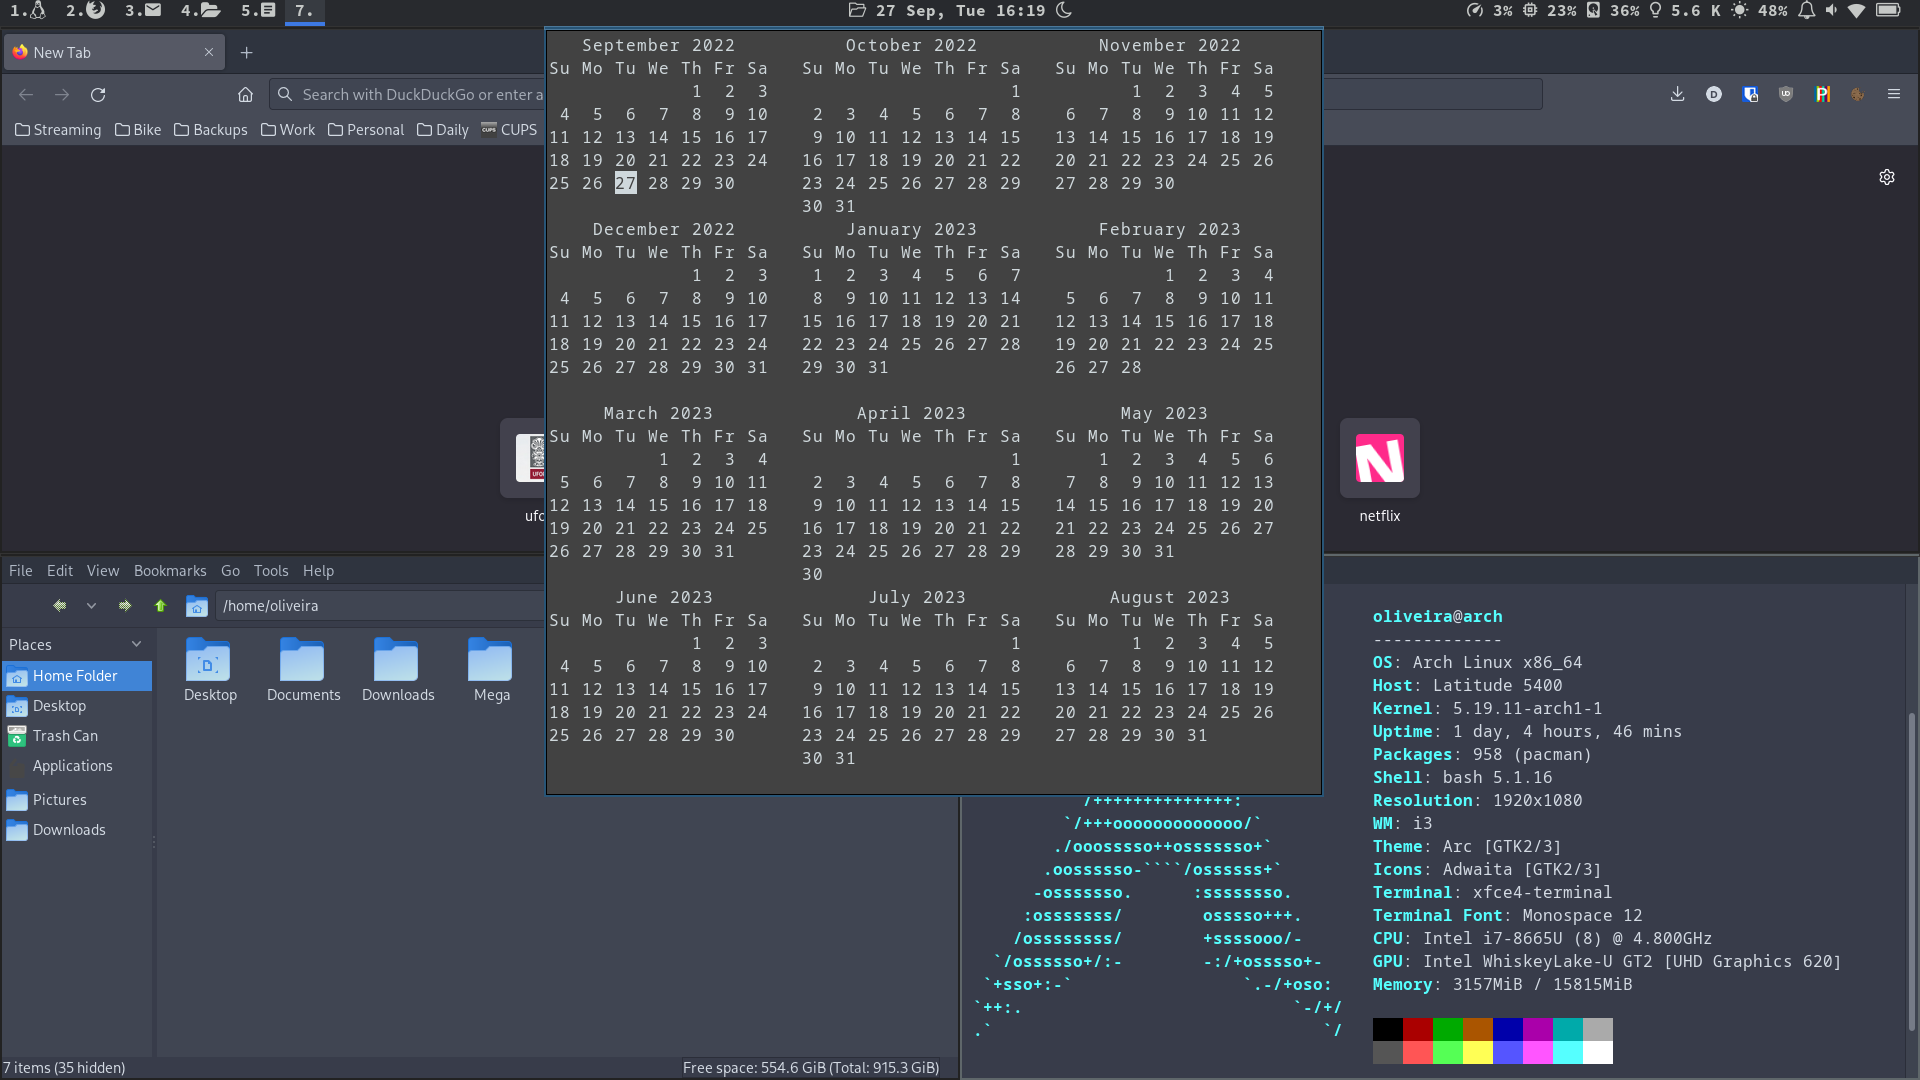 1. 2. 3. 4. 5. 7.
27 Sep, Tue 16:19
3% 23% 36% 5.6 K 48%
New Tab
Search with DuckDuckGo or enter a
Streaming Bike Backups Work Personal Daily CUPS
September 2022 October 2022 November 2022
Su Mo Tu We Th Fr Sa Su Mo Tu We Th Fr Sa Su Mo Tu We Th Fr Sa
1 2 3 1 1 2 3 4 5
4 5 6 7 8 9 10 2 3 4 5 6 7 8 6 7 8 9 10 11 12
11 12 13 14 15 16 17 9 10 11 12 13 14 15 13 14 15 16 17 18 19
18 19 20 21 22 23 24 16 17 18 19 20 21 22 20 21 22 23 24 25 26
25 26 27 28 29 30 23 24 25 26 27 28 29 27 28 29 30
30 31
December 2022 January 2023 February 2023
Su Mo Tu We Th Fr Sa Su Mo Tu We Th Fr Sa Su Mo Tu We Th Fr Sa
1 2 3 1 2 3 4 5 6 7 1 2 3 4
4 5 6 7 8 9 10 8 9 10 11 12 13 14 5 6 7 8 9 10 11
11 12 13 14 15 16 17 15 16 17 18 19 20 21 12 13 14 15 16 17 18
18 19 20 21 22 23 24 22 23 24 25 26 27 28 19 20 21 22 23 24 25
25 26 27 28 29 30 31 29 30 31 26 27 28
March 2023 April 2023 May 2023
Su Mo Tu We Th Fr Sa Su Mo Tu We Th Fr Sa Su Mo Tu We Th Fr Sa
1 2 3 4 1 1 2 3 4 5 6
5 6 7 8 9 10 11 2 3 4 5 6 7 8 7 8 9 10 11 12 13
12 13 14 15 16 17 18 9 10 11 12 13 14 15 14 15 16 17 18 19 20
19 20 21 22 23 24 25 16 17 18 19 20 21 22 21 22 23 24 25 26 27
26 27 28 29 30 31 23 24 25 26 27 28 29 28 29 30 31
30
June 2023 July 2023 August 2023
Su Mo Tu We Th Fr Sa Su Mo Tu We Th Fr Sa Su Mo Tu We Th Fr Sa
1 2 3 1 1 2 3 4 5
4 5 6 7 8 9 10 2 3 4 5 6 7 8 6 7 8 9 10 11 12
11 12 13 14 15 16 17 9 10 11 12 13 14 15 13 14 15 16 17 18 19
18 19 20 21 22 23 24 16 17 18 19 20 21 22 20 21 22 23 24 25 26
25 26 27 28 29 30 23 24 25 26 27 28 29 27 28 29 30 31
30 31
netflix
File Edit View Bookmarks Go Tools Help
/home/oliveira
Places
Home Folder
Desktop
Trash Can
Applications
Pictures
Downloads
Desktop Documents Downloads Mega
7 items (35 hidden)
Free space: 554.6 GiB (Total: 915.3 GiB)
/++++++++++++++:
`/+++ooooooooooooo/`
./ooosssso++osssssso+`
.oossssso-````/ossssss+`
-osssssso. :ssssssso.
:osssssss/ osssso+++.
/ossssssss/ +ssssooo/-
`/ossssso+/:- -:/+osssso+-
`+sso+:-` `.-/+oso:
`++:. `-/+/
.` `/
oliveira@arch
-------------
OS: Arch Linux x86_64
Host: Latitude 5400
Kernel: 5.19.11-arch1-1
Uptime: 1 day, 4 hours, 46 mins
Packages: 958 (pacman)
Shell: bash 5.1.16
Resolution: 1920x1080
WM: i3
Theme: Arc [GTK2/3]
Icons: Adwaita [GTK2/3]
Terminal: xfce4-terminal
Terminal Font: Monospace 12
CPU: Intel i7-8665U (8) @ 4.800GHz
GPU: Intel WhiskeyLake-U GT2 [UHD Graphics 620]
Memory: 3157MiB / 15815MiB